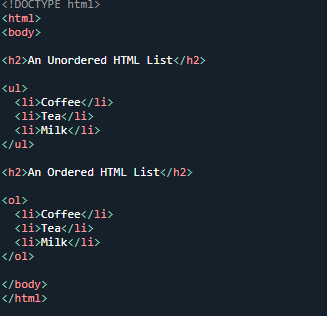 <!DOCTYPE html>
<html>
<body>
<h2>An Unordered HTML List</h2>
<ul>
<li>Coffee</li>
<li>Tea</li>
<li>Milk</li>
</ul>
<h2>An Ordered HTML List</h2>
<ol>
<li>Coffee</li>
<li>Tea</li>
<li>Milk</li>
</ol>
</body>
</html>